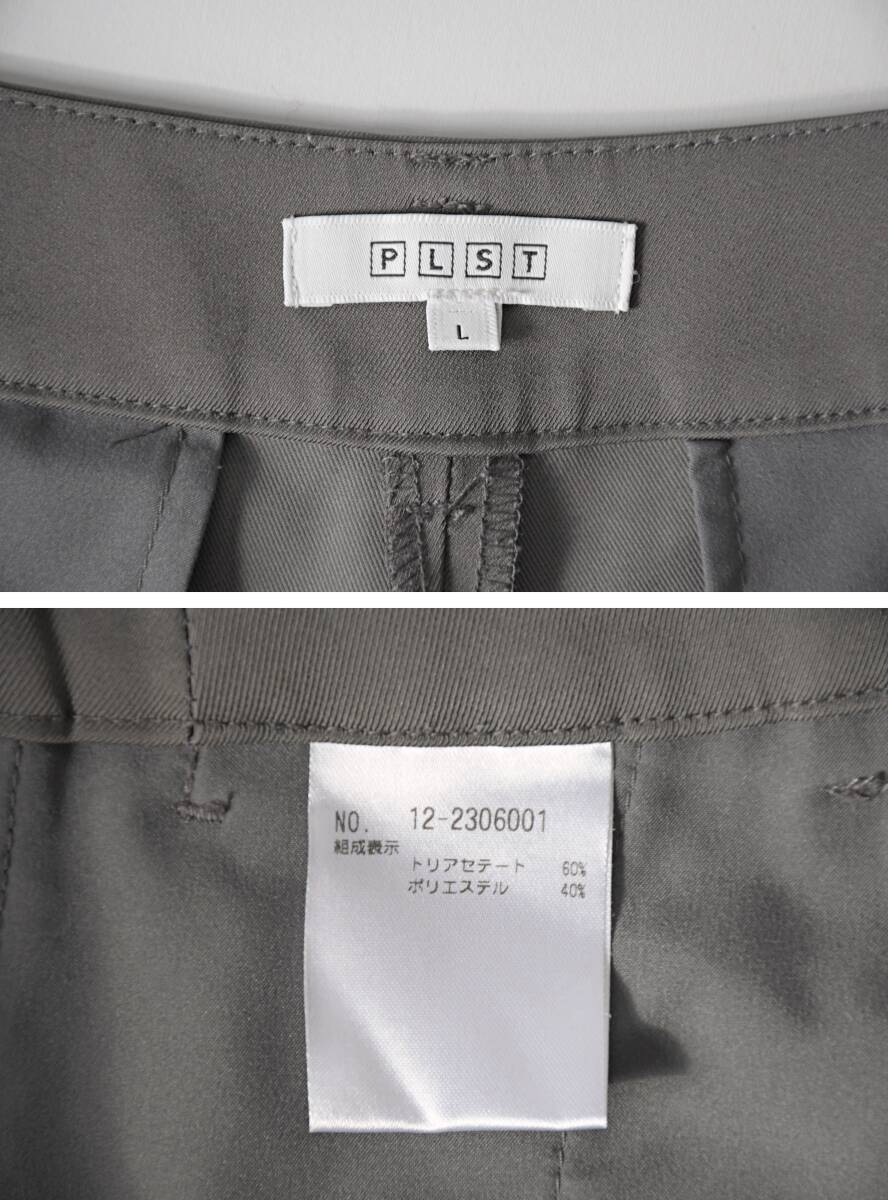 PLST
L
NO. 12-2306001
組成表示
トリアセテート 60%
ポリエステル 40%